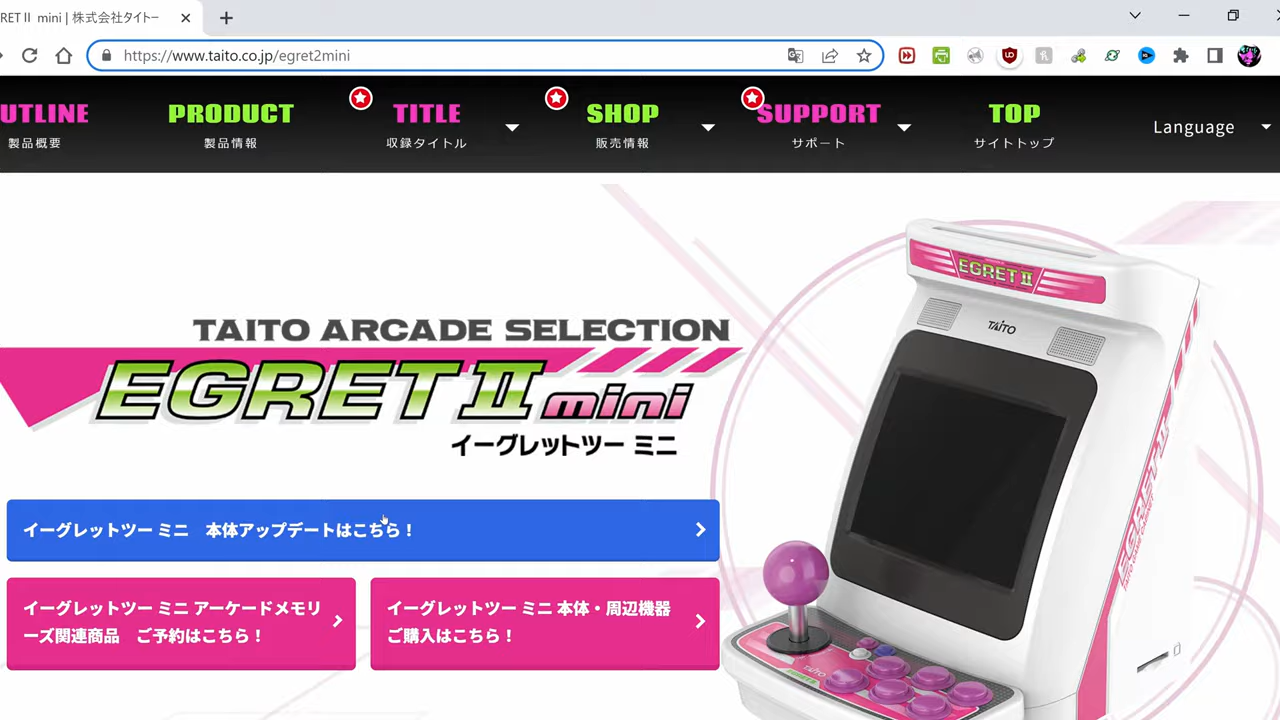 RET II mini | 株式会社タイトー
https://www.taito.co.jp/egret2mini
UTLINE
製品概要
PRODUCT
製品情報
TITLE
収録タイトル
SHOP
販売情報
SUPPORT
サポート
TOP
サイトトップ
Language
EGRET II
TAITO
TAITO ARCADE SELECTION
EGRET II mini
イーグレットツー ミニ
EGRET II
イーグレットツー ミニ 本体アップデートはこちら！
イーグレットツー ミニ アーケードメモリ
ーズ関連商品 ご予約はこちら！
イーグレットツー ミニ 本体・周辺機器
ご購入はこちら！
TAITO